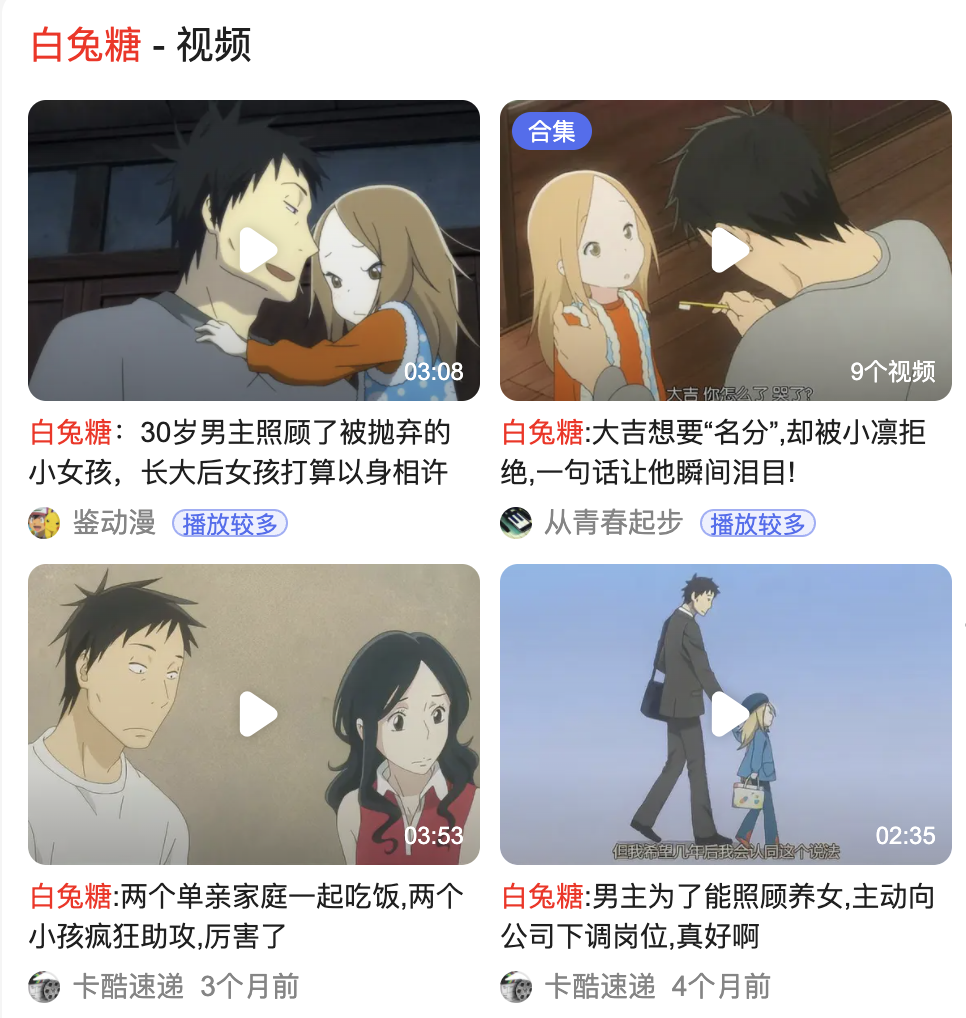 白兔糖 - 视频
03:08
合集
大吉 你怎么了 哭了?
9个视频
白兔糖：30岁男主照顾了被抛弃的
小女孩，长大后女孩打算以身相许
鉴动漫 播放较多
白兔糖:大吉想要“名分”,却被小凛拒
绝,一句话让他瞬间泪目!
从青春起步 播放较多
03:53
但我希望几年后我会认同这个说法
02:35
白兔糖:两个单亲家庭一起吃饭,两个
小孩疯狂助攻,厉害了
卡酷速递 3个月前
白兔糖:男主为了能照顾养女,主动向
公司下调岗位,真好啊
卡酷速递 4个月前